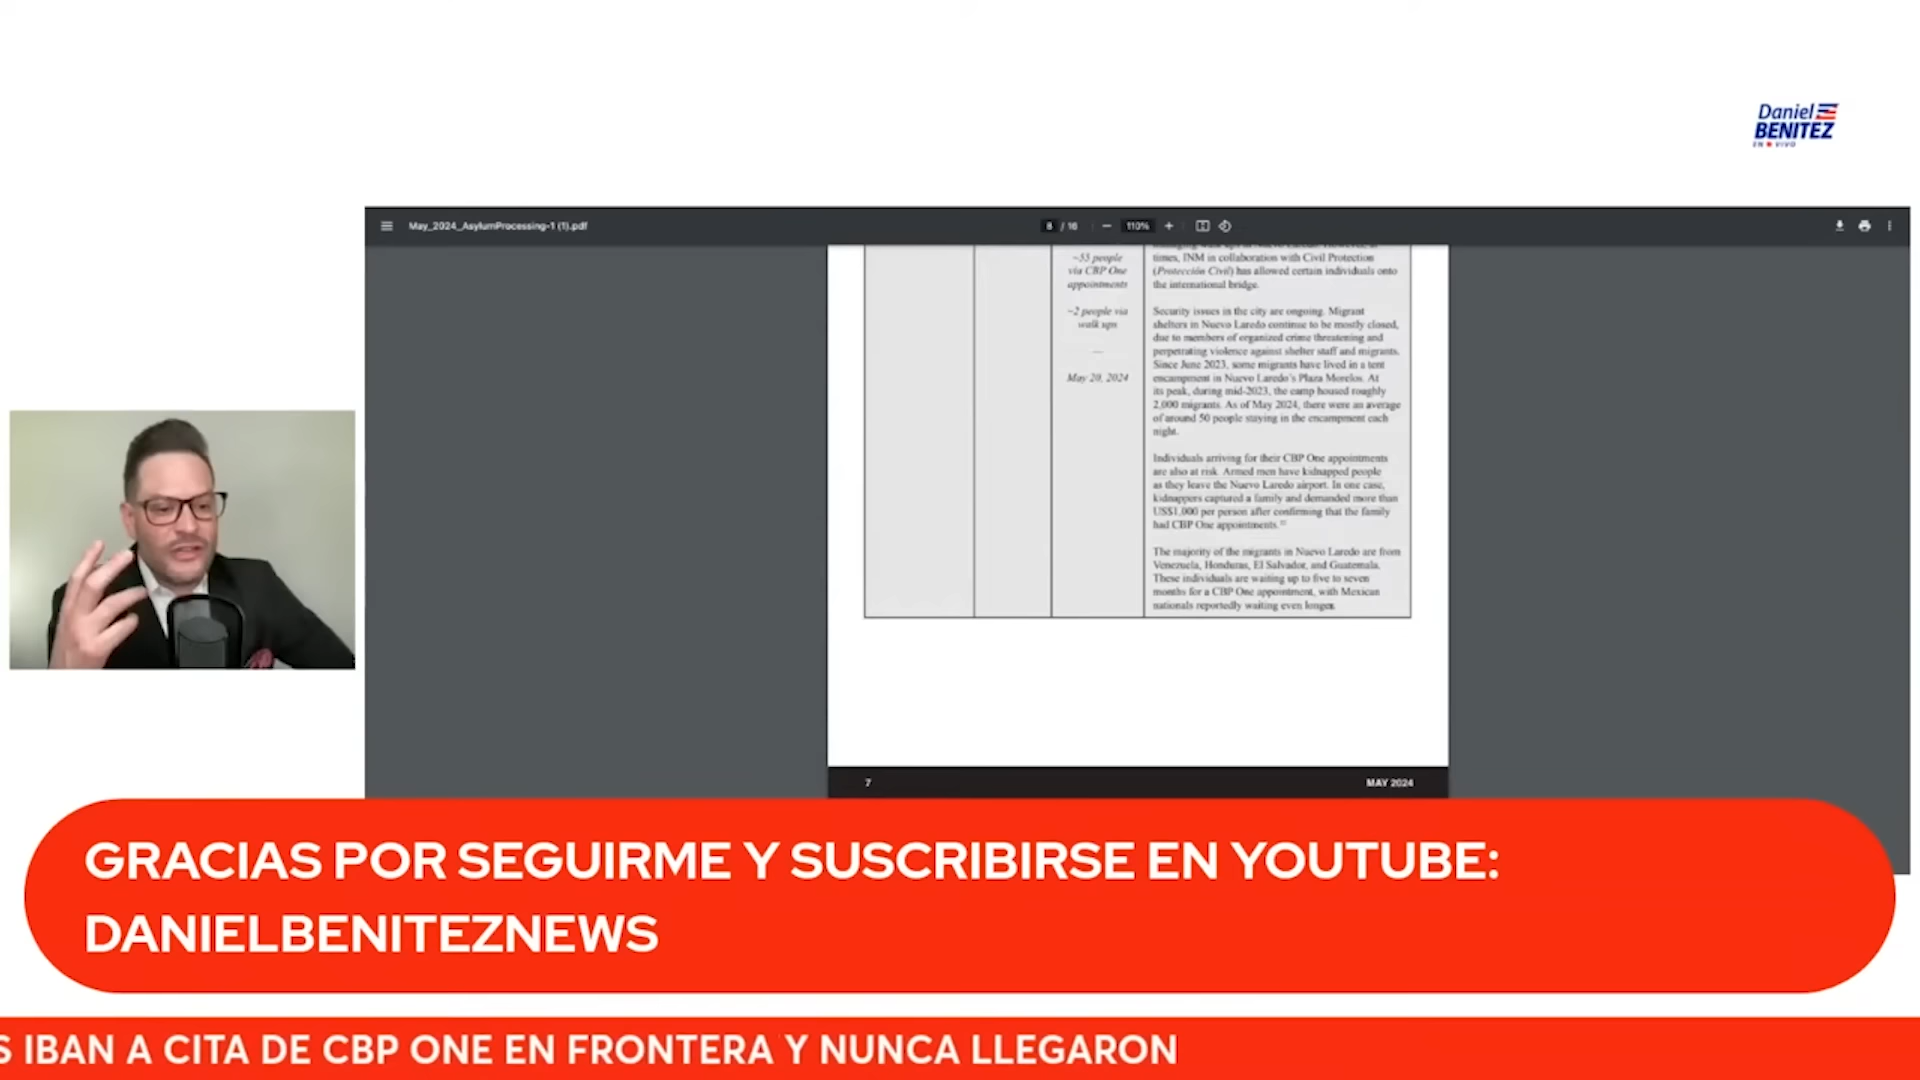 Daniel
BENITEZ
EN VIVO
May_2024_AsylumProcessing-1 (1).pdf
8 / 16
110%
~55 people
via CBP One
appointments
~2 people via
walk ups
—
May 20, 2024
times, INM in collaboration with Civil Protection
(Protección Civil) has allowed certain individuals onto
the international bridge.
Security issues in the city are ongoing. Migrant
shelters in Nuevo Laredo continue to be mostly closed,
due to members of organized crime threatening and
perpetrating violence against shelter staff and migrants.
Since June 2023, some migrants have lived in a tent
encampment in Nuevo Laredo's Plaza Morelos. At
its peak, during mid-2023, the camp housed roughly
2,000 migrants. As of May 2024, there were an average
of around 50 people staying in the encampment each
night.
Individuals arriving for their CBP One appointments
are also at risk. Armed men have kidnapped people
as they leave the Nuevo Laredo airport. In one case,
kidnappers captured a family and demanded more than
US$1,000 per person after confirming that the family
had CBP One appointments.
The majority of the migrants in Nuevo Laredo are from
Venezuela, Honduras, El Salvador, and Guatemala.
These individuals are waiting up to five to seven
months for a CBP One appointment, with Mexican
nationals reportedly waiting even longer.
7
MAY 2024
GRACIAS POR SEGUIRME Y SUSCRIBIRSE EN YOUTUBE:
DANIELBENITEZNEWS
S IBAN A CITA DE CBP ONE EN FRONTERA Y NUNCA LLEGARON